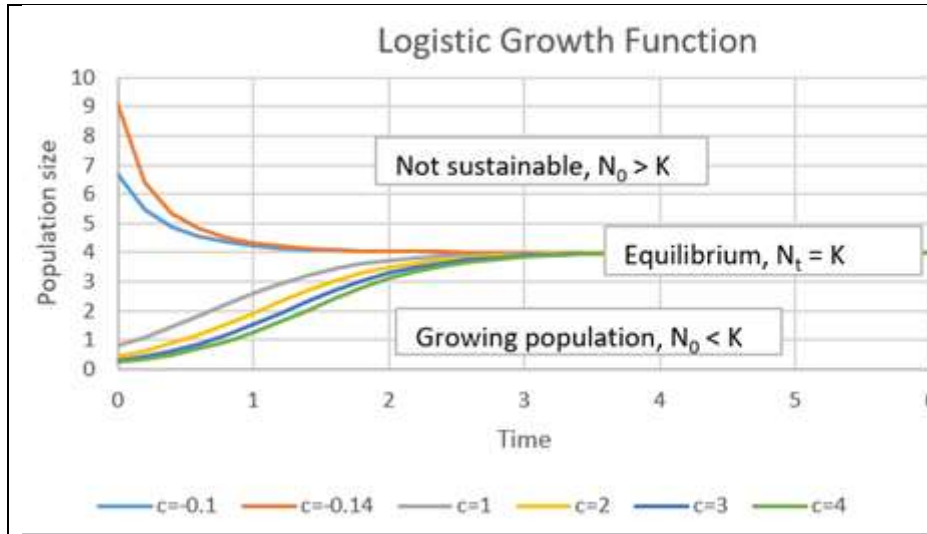 Logistic Growth Function
10
9
8
7
6
5
4
3
2
1
0
Population size
Not sustainable, N₀ > K
Equilibrium, Nₜ = K
Growing population, N₀ < K
0 1 2 3 4 5
Time
c=-0.1 c=-0.14 c=1 c=2 c=3 c=4